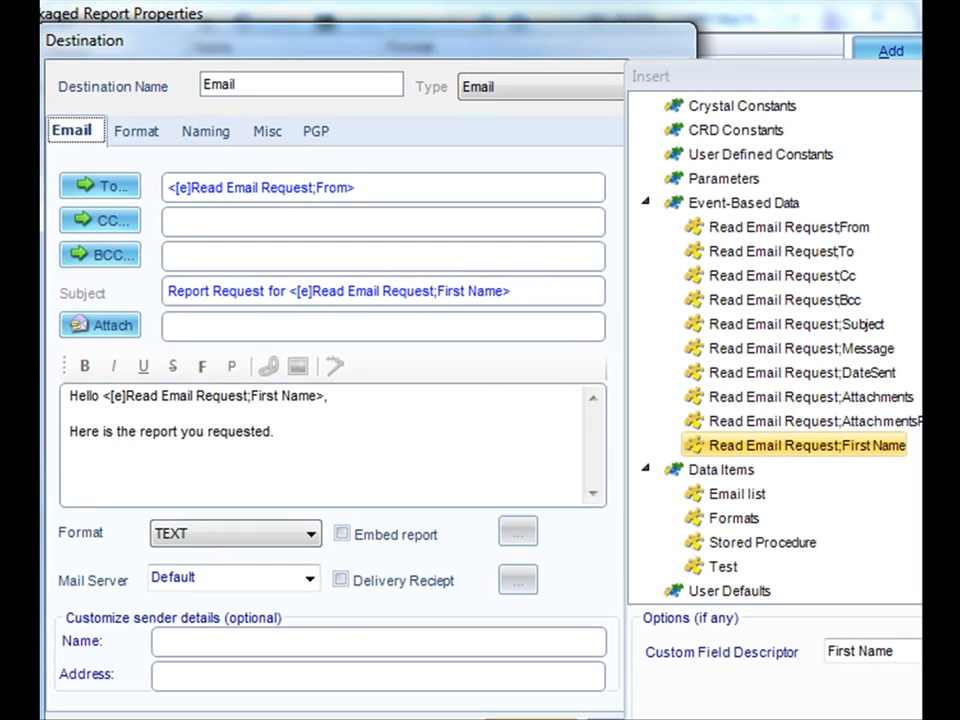 kaged Report Properties
Destination
Add
Destination Name
Email
Type
Email
Insert
Email
Format
Naming
Misc
PGP
To...
<[e]Read Email Request;From>
CC...
BCC...
Subject
Report Request for <[e]Read Email Request;First Name>
Attach
B I U S F P
Hello <[e]Read Email Request;First Name>,
Here is the report you requested.
Format
TEXT
Embed report
...
Mail Server
Default
Delivery Reciept
...
Customize sender details (optional)
Name:
Address:
Crystal Constants
CRD Constants
User Defined Constants
Parameters
Event-Based Data
Read Email Request;From
Read Email Request;To
Read Email Request;Cc
Read Email Request;Bcc
Read Email Request;Subject
Read Email Request;Message
Read Email Request;DateSent
Read Email Request;Attachments
Read Email Request;AttachmentsF
Read Email Request;First Name
Data Items
Email list
Formats
Stored Procedure
Test
User Defaults
Options (if any)
Custom Field Descriptor
First Name